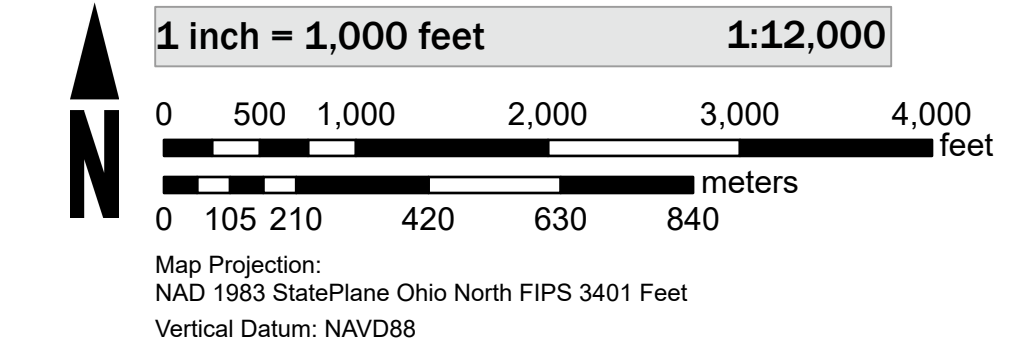 N
1 inch = 1,000 feet 1:12,000
0 500 1,000 2,000 3,000 4,000
feet
meters
0 105 210 420 630 840
Map Projection:
NAD 1983 StatePlane Ohio North FIPS 3401 Feet
Vertical Datum: NAVD88